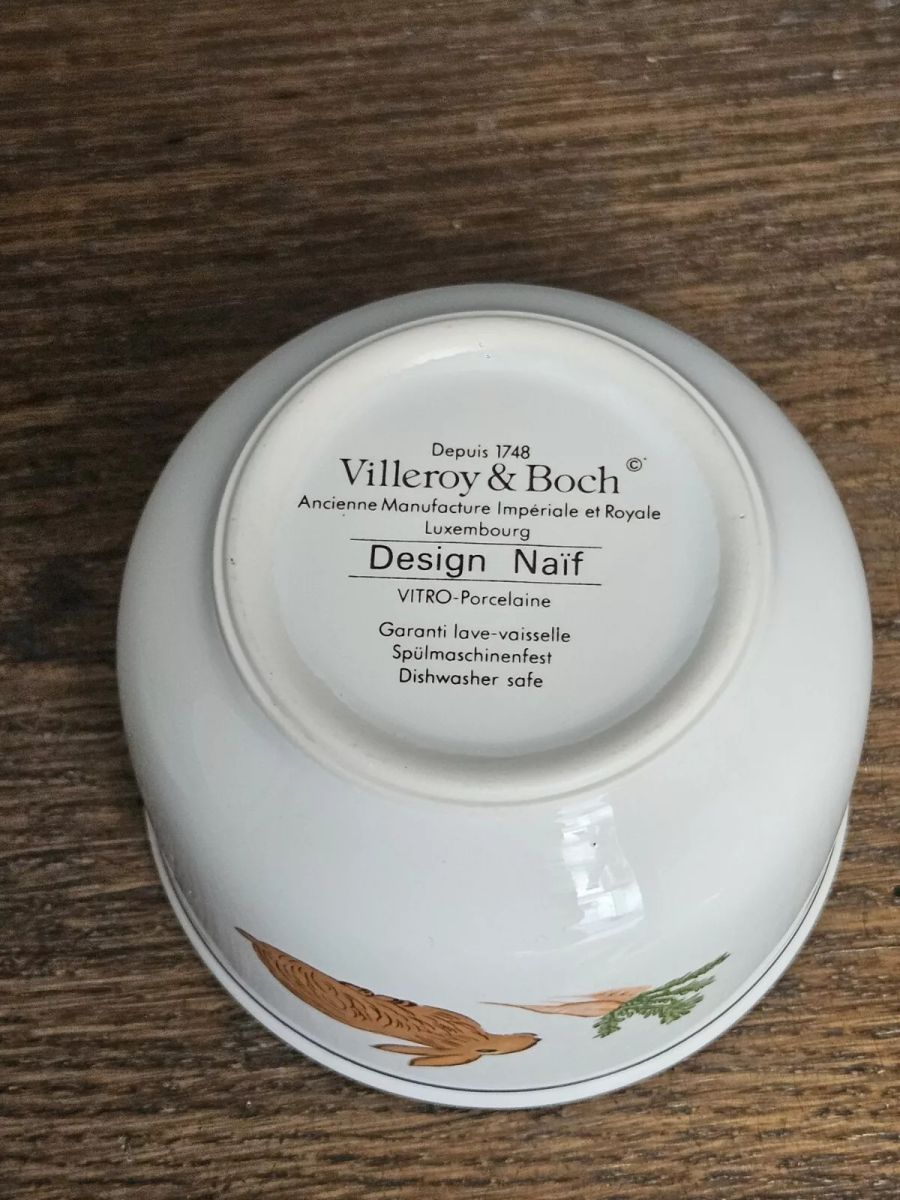 Depuis 1748
Villeroy & Boch ©
Ancienne Manufacture Impériale et Royale
Luxembourg
Design Naïf
VITRO-Porcelaine
Garanti lave-vaisselle
Spülmaschinenfest
Dishwasher safe